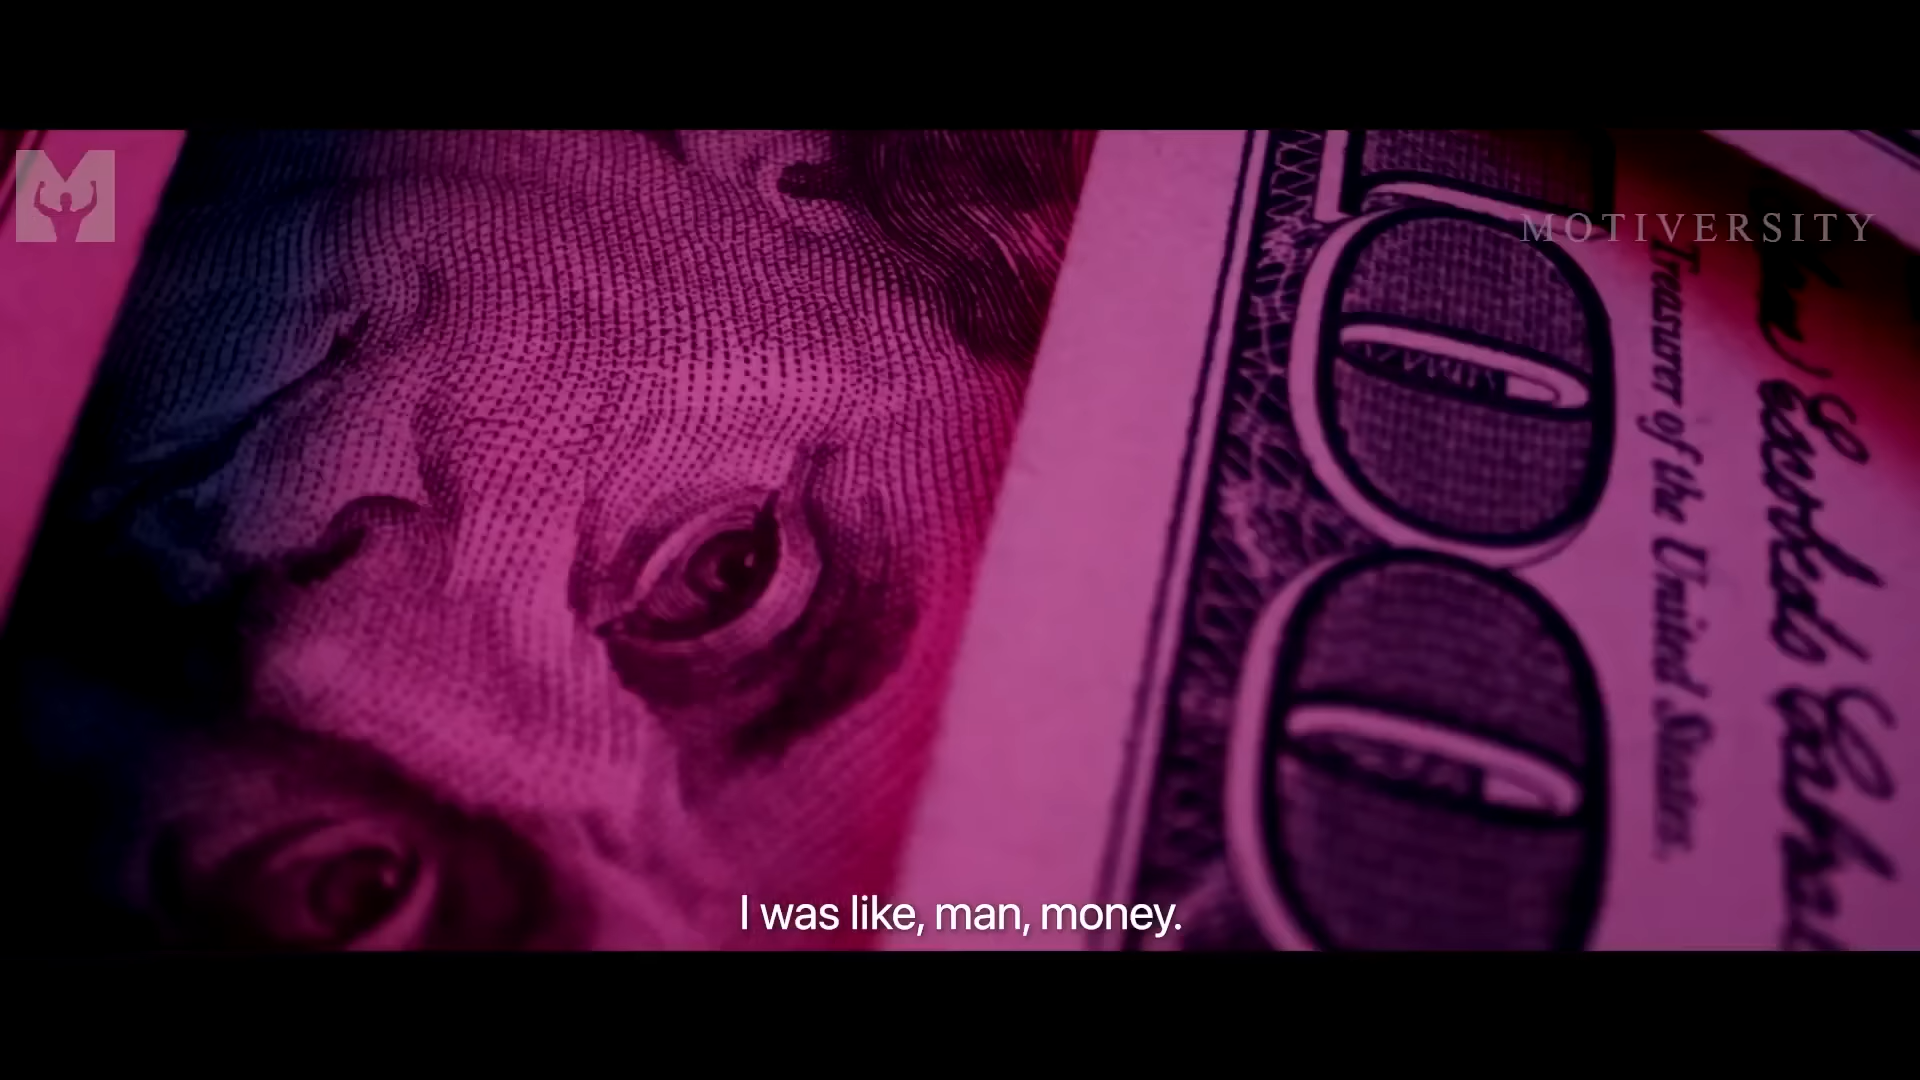 MOTIVERSITY
Treasurer of the United States.
I was like, man, money.